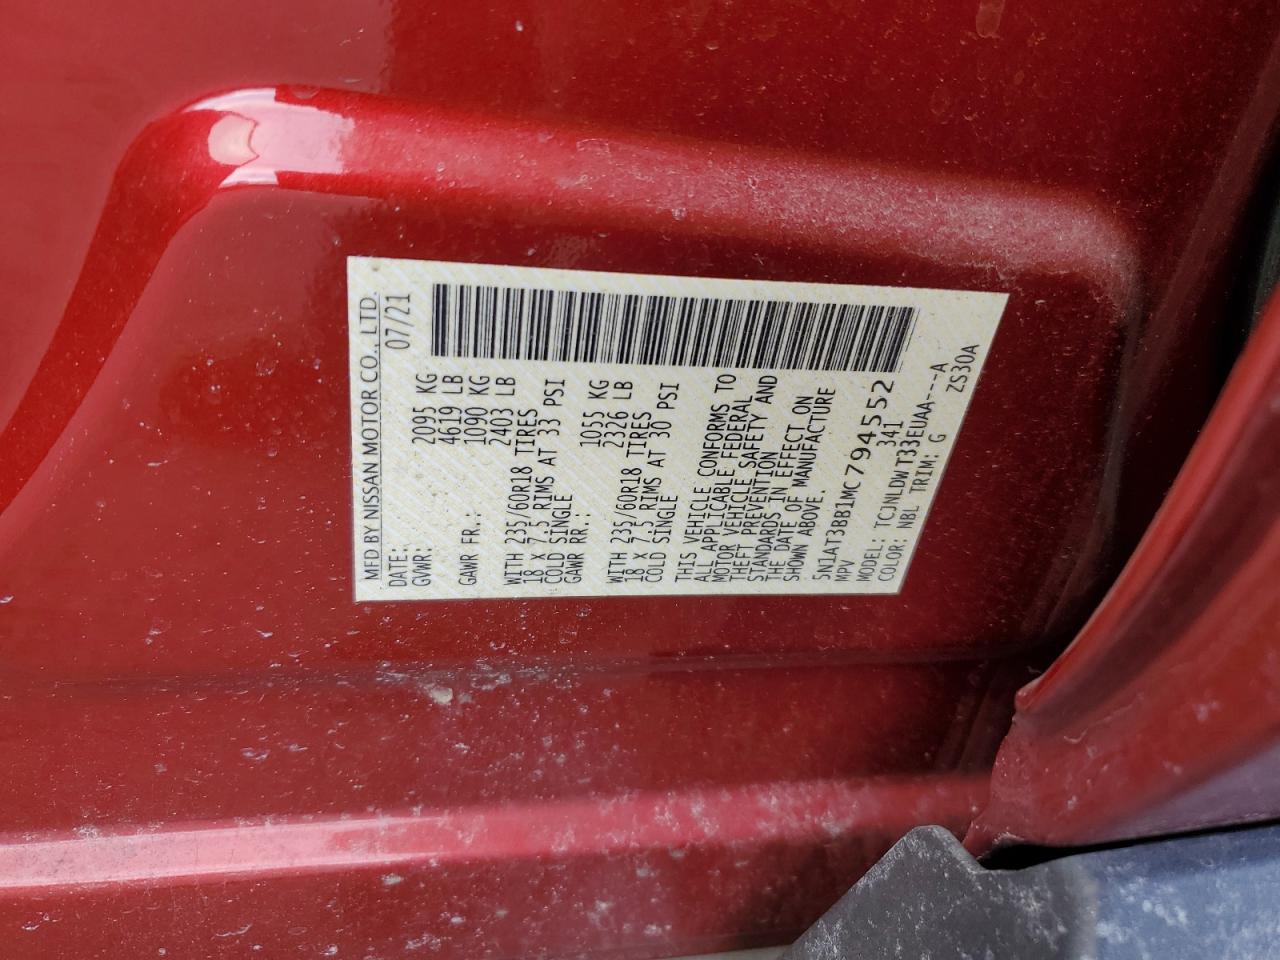 MFD BY NISSAN MOTOR CO., LTD.
DATE: 07/21
GVWR: 2095 KG
4619 LB
GAWR FR.: 1090 KG
2403 LB
WITH 235/60R18 TIRES
18 X 7.5 RIMS AT 33 PSI
COLD SINGLE
GAWR RR.: 1055 KG
2326 LB
WITH 235/60R18 TIRES
18 X 7.5 RIMS AT 30 PSI
COLD SINGLE
THIS VEHICLE CONFORMS TO
ALL APPLICABLE FEDERAL
MOTOR VEHICLE SAFETY AND
THEFT PREVENTION
STANDARDS IN EFFECT ON
THE DATE OF MANUFACTURE
SHOWN ABOVE.
5N1AT3BB1MC794552
MPV 341
MODEL: TCJNLDWT33EUAA---A
COLOR: NBL TRIM: G ZS30A